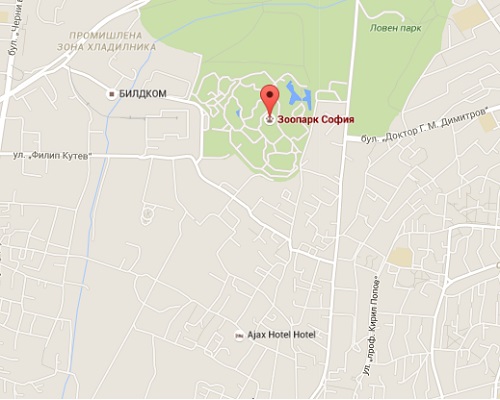 Ловен парк
бул. „Черни в
ПРОМИШЛЕНА
ЗОНА ХЛАДИЛНИКА
БИЛДКОМ
Зоопарк София
бул. „Доктор Г. М. Димитров“
ул. „Филип Кутев“
ул. „проф. Кирил Попов“
Ajax Hotel Hotel